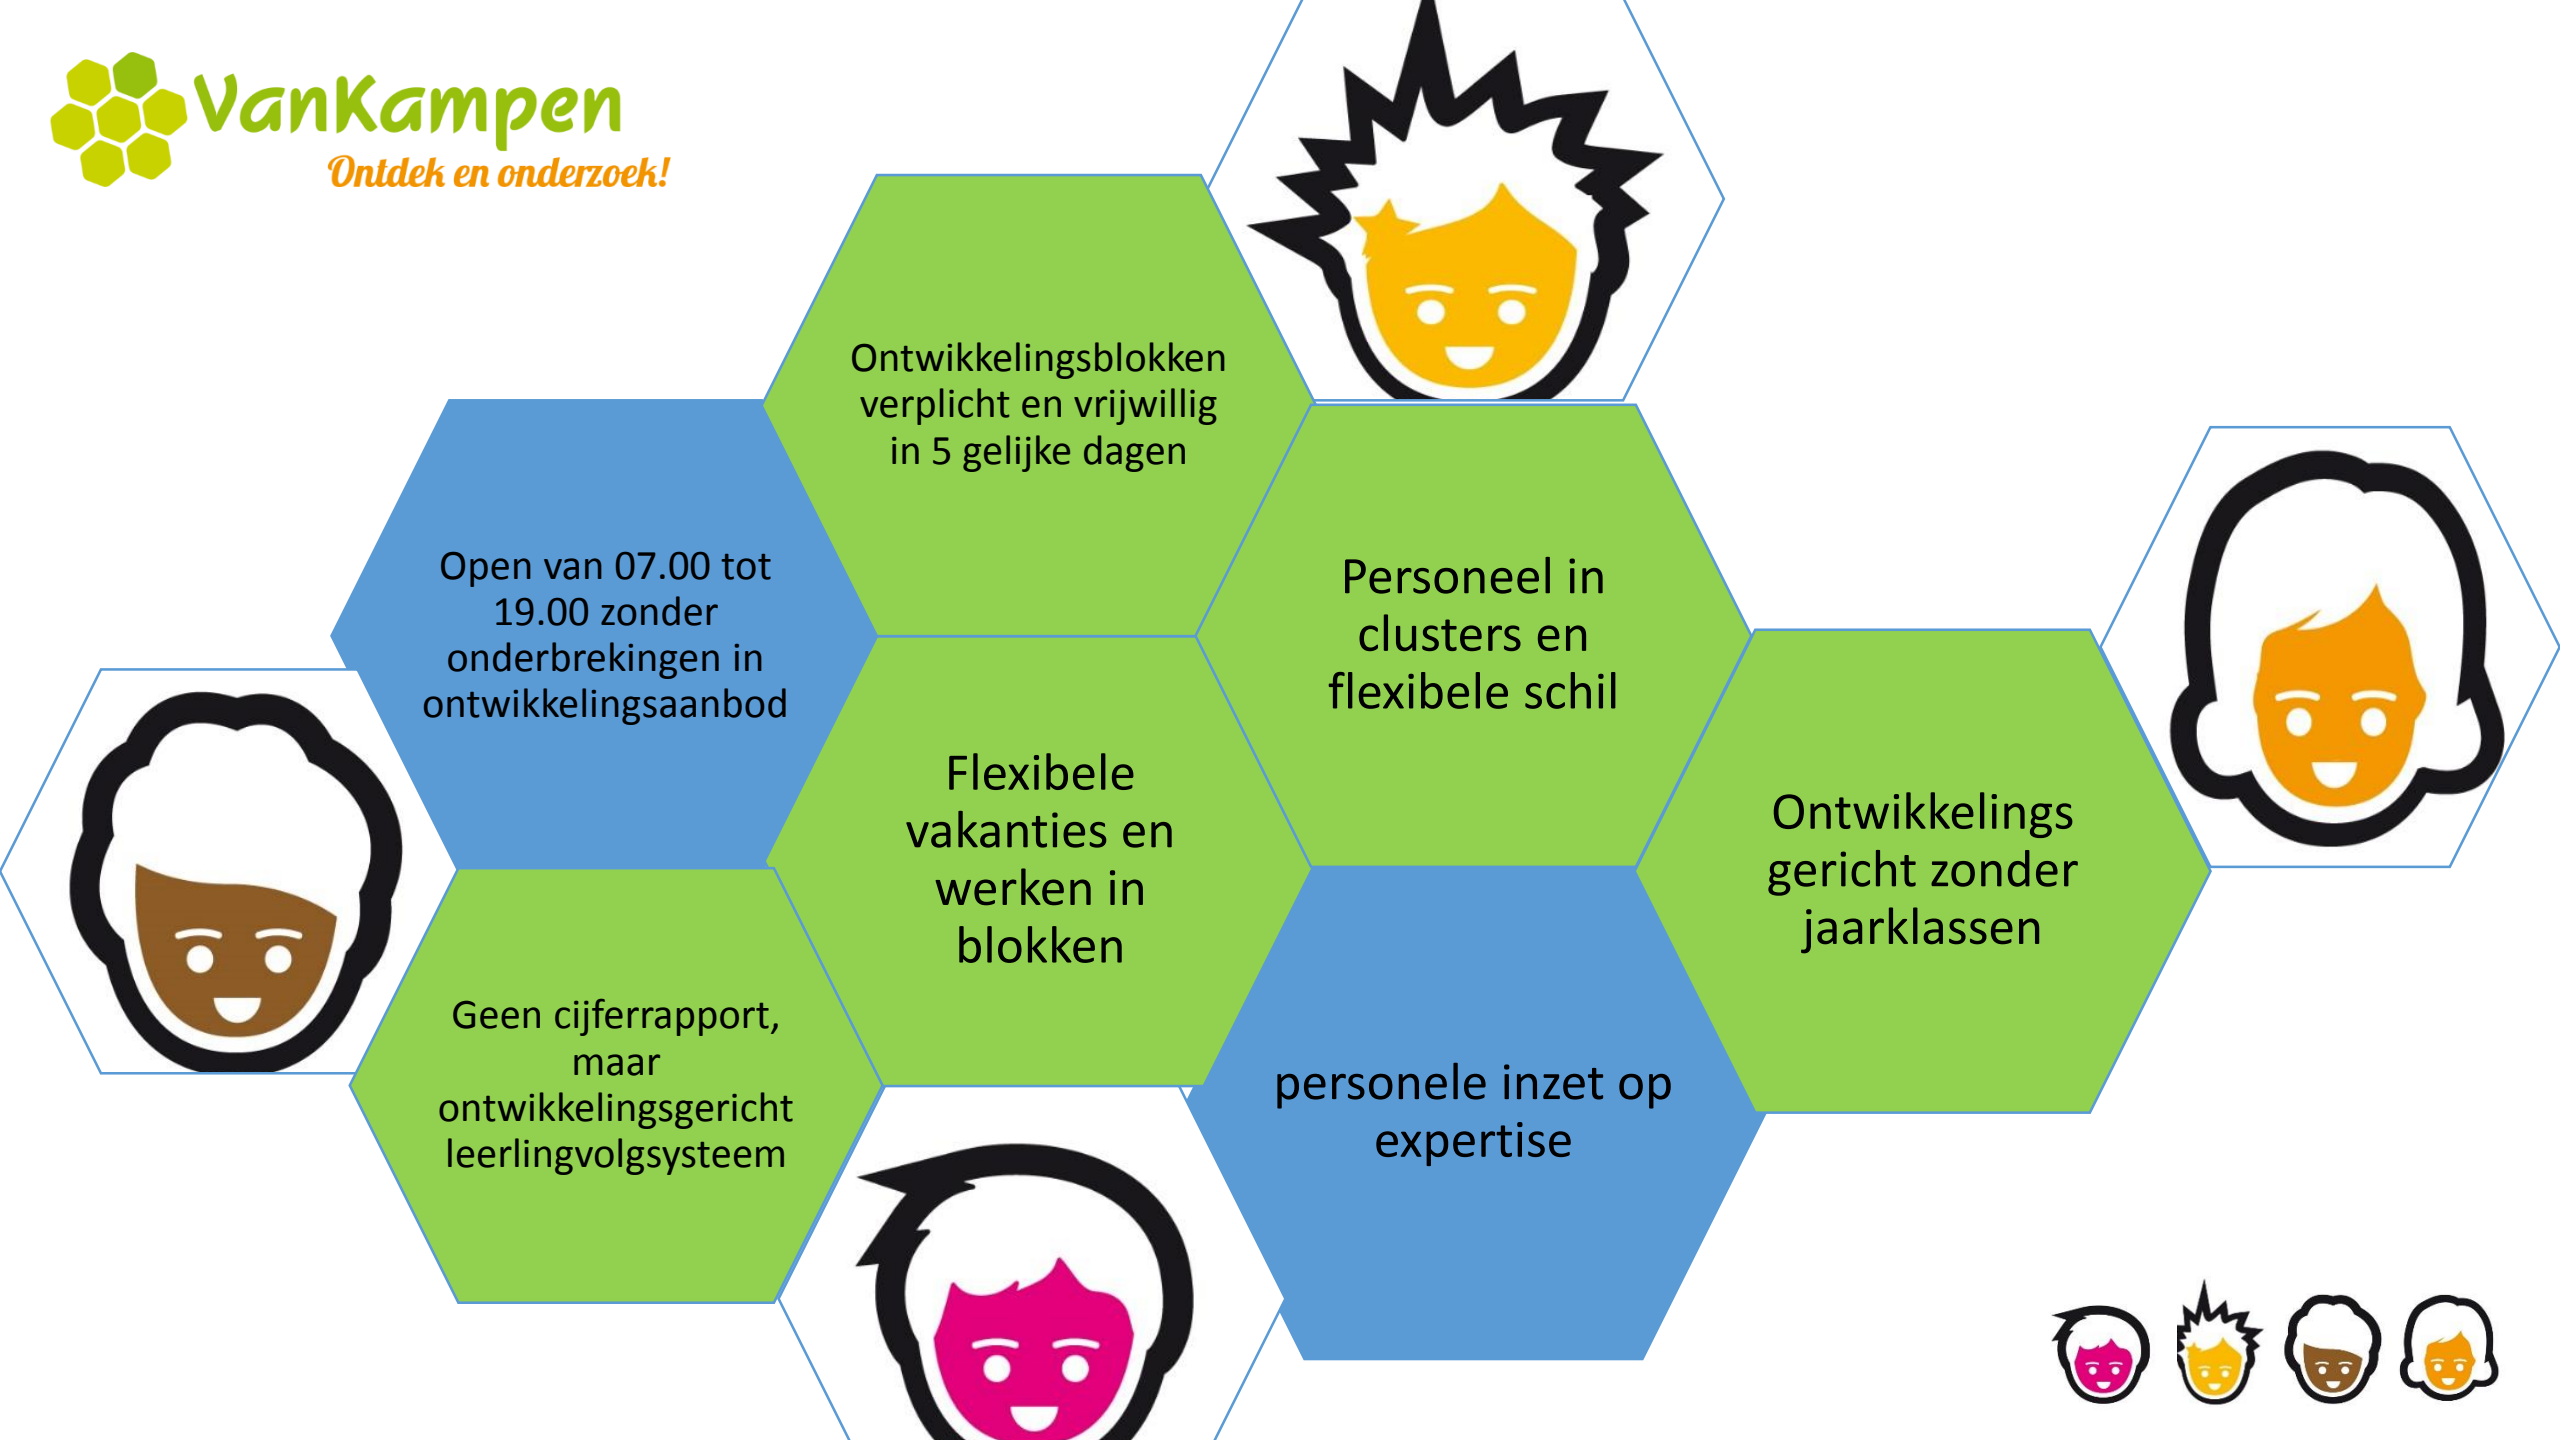 VanKampen
Ontdek en onderzoek!
Ontwikkelingsblokken
verplicht en vrijwillig
in 5 gelijke dagen
Open van 07.00 tot
19.00 zonder
onderbrekingen in
ontwikkelingsaanbod
Personeel in
clusters en
flexibele schil
Flexibele
vakanties en
werken in
blokken
Ontwikkelings
gericht zonder
jaarklassen
Geen cijferrapport,
maar
ontwikkelingsgericht
leerlingvolgsysteem
personele inzet op
expertise